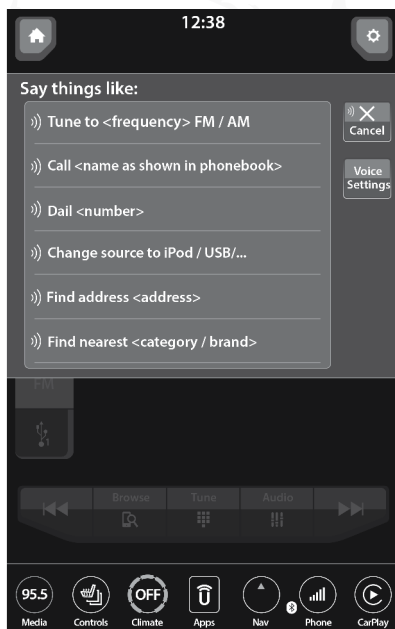 12:38
Say things like:
Tune to <frequency> FM / AM
Cancel
Call <name as shown in phonebook>
Voice
Settings
Dail <number>
Change source to iPod / USB/...
Find address <address>
Find nearest <category / brand>
FM
1
Browse Tune Audio
95.5 OFF
Media Controls Climate Apps Nav Phone CarPlay